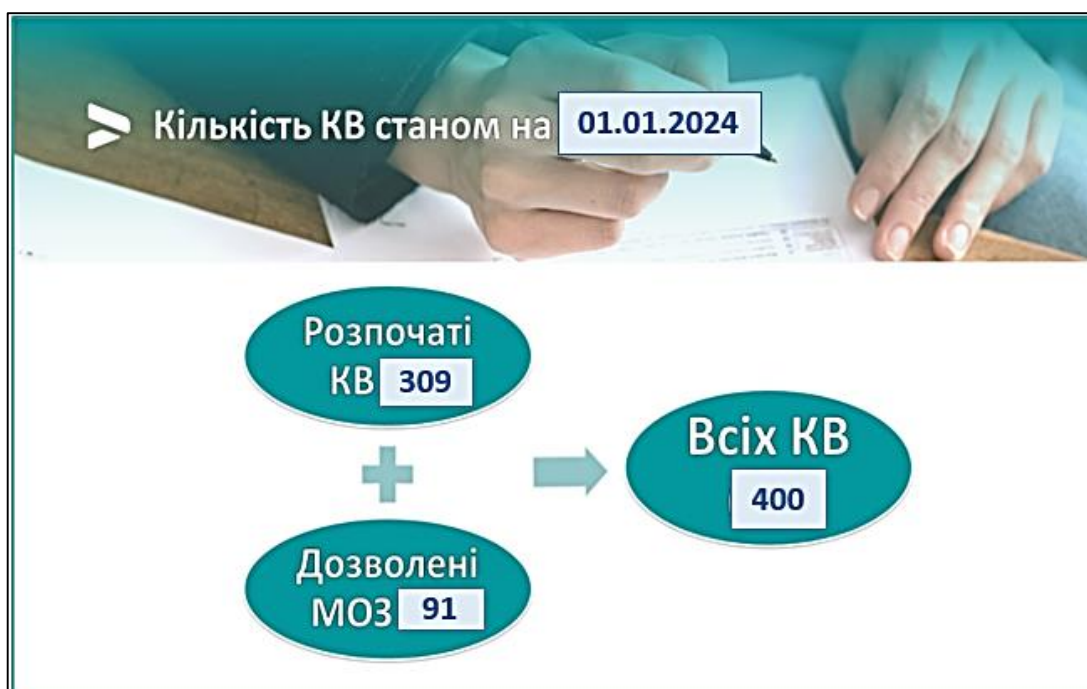 Кількість КВ станом на 01.01.2024
Розпочаті
КВ 309
Всіх КВ
400
Дозволені
МОЗ 91